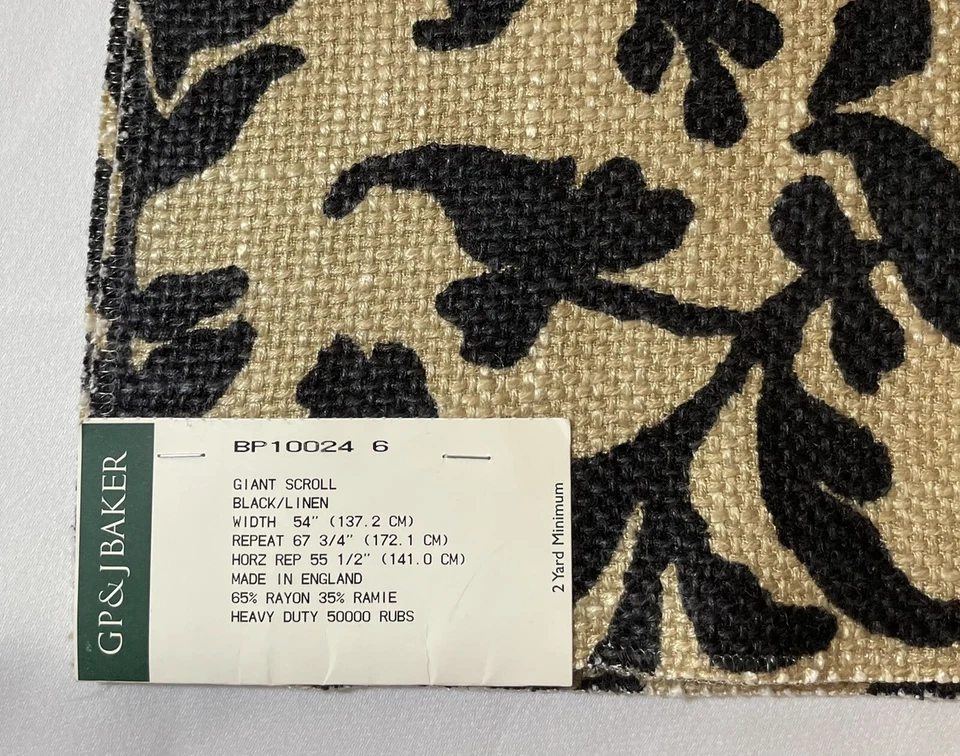 GP & J BAKER
BP10024 6
GIANT SCROLL
BLACK/LINEN
WIDTH 54" (137.2 CM)
REPEAT 67 3/4" (172.1 CM)
HORZ REP 55 1/2" (141.0 CM)
MADE IN ENGLAND
65% RAYON 35% RAMIE
HEAVY DUTY 50000 RUBS
2 Yard Minimum